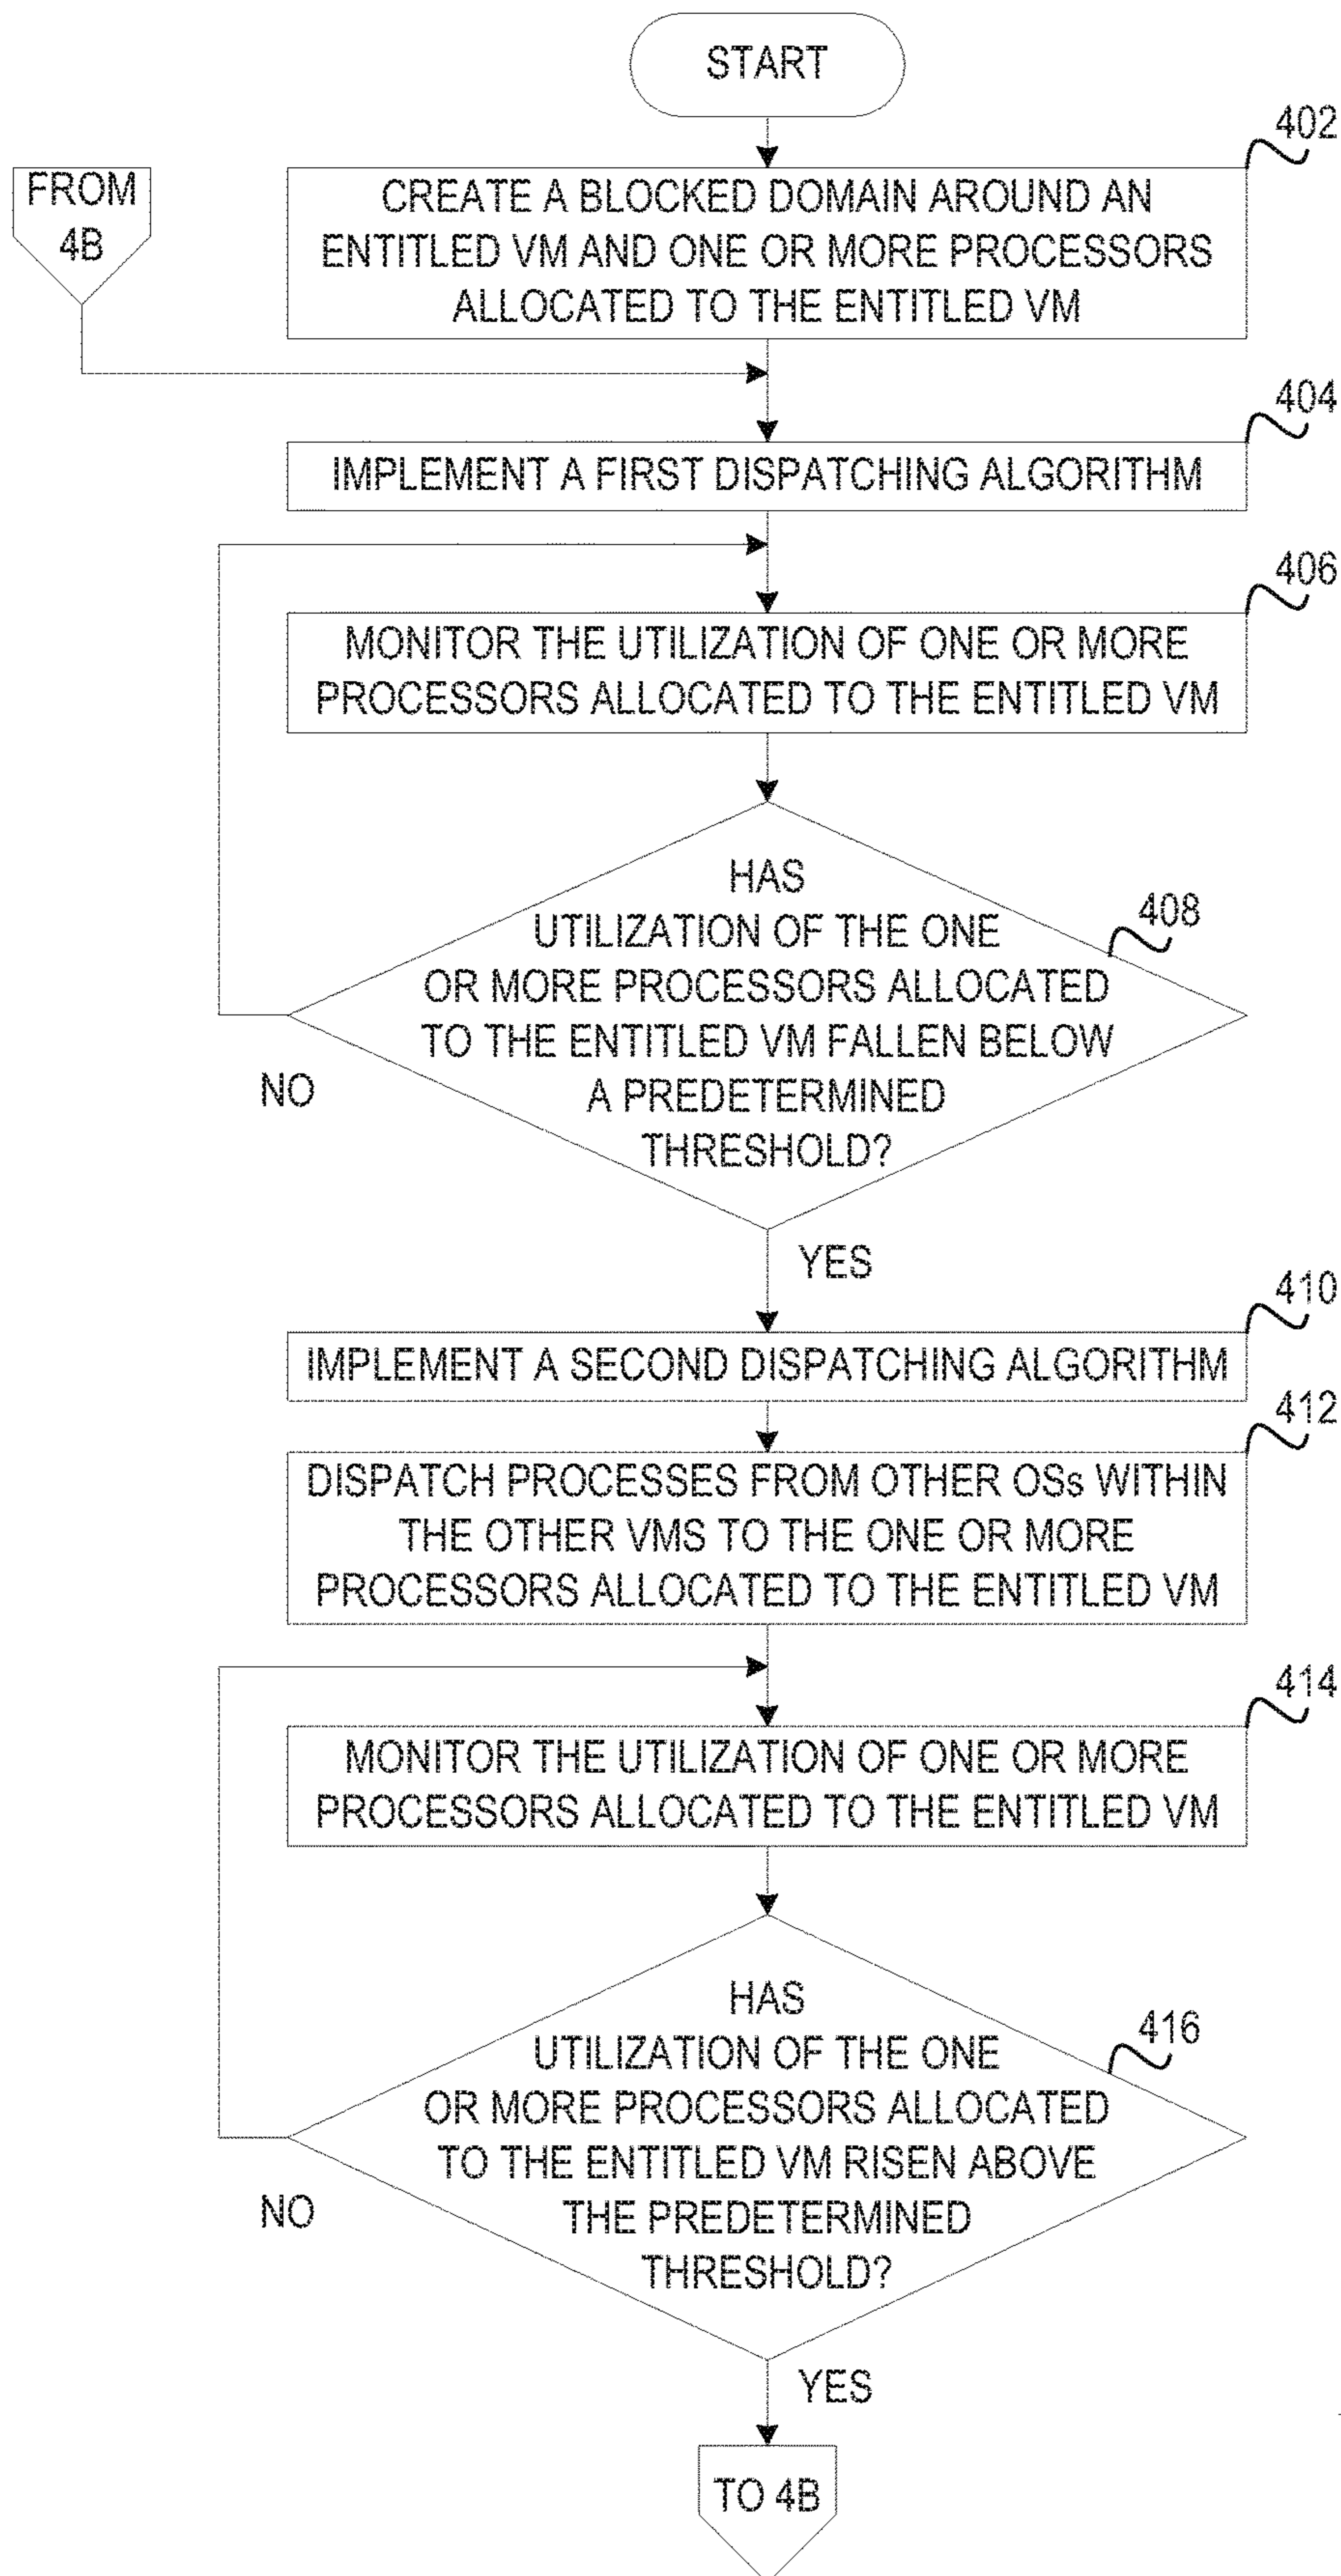 START
402
FROM
4B
CREATE A BLOCKED DOMAIN AROUND AN
ENTITLED VM AND ONE OR MORE PROCESSORS
ALLOCATED TO THE ENTITLED VM
404
IMPLEMENT A FIRST DISPATCHING ALGORITHM
406
MONITOR THE UTILIZATION OF ONE OR MORE
PROCESSORS ALLOCATED TO THE ENTITLED VM
408
HAS
UTILIZATION OF THE ONE
OR MORE PROCESSORS ALLOCATED
TO THE ENTITLED VM FALLEN BELOW
A PREDETERMINED
THRESHOLD?
NO
YES
410
IMPLEMENT A SECOND DISPATCHING ALGORITHM
412
DISPATCH PROCESSES FROM OTHER OSs WITHIN
THE OTHER VMS TO THE ONE OR MORE
PROCESSORS ALLOCATED TO THE ENTITLED VM
414
MONITOR THE UTILIZATION OF ONE OR MORE
PROCESSORS ALLOCATED TO THE ENTITLED VM
416
HAS
UTILIZATION OF THE ONE
OR MORE PROCESSORS ALLOCATED
TO THE ENTITLED VM RISEN ABOVE
THE PREDETERMINED
THRESHOLD?
NO
YES
TO 4B